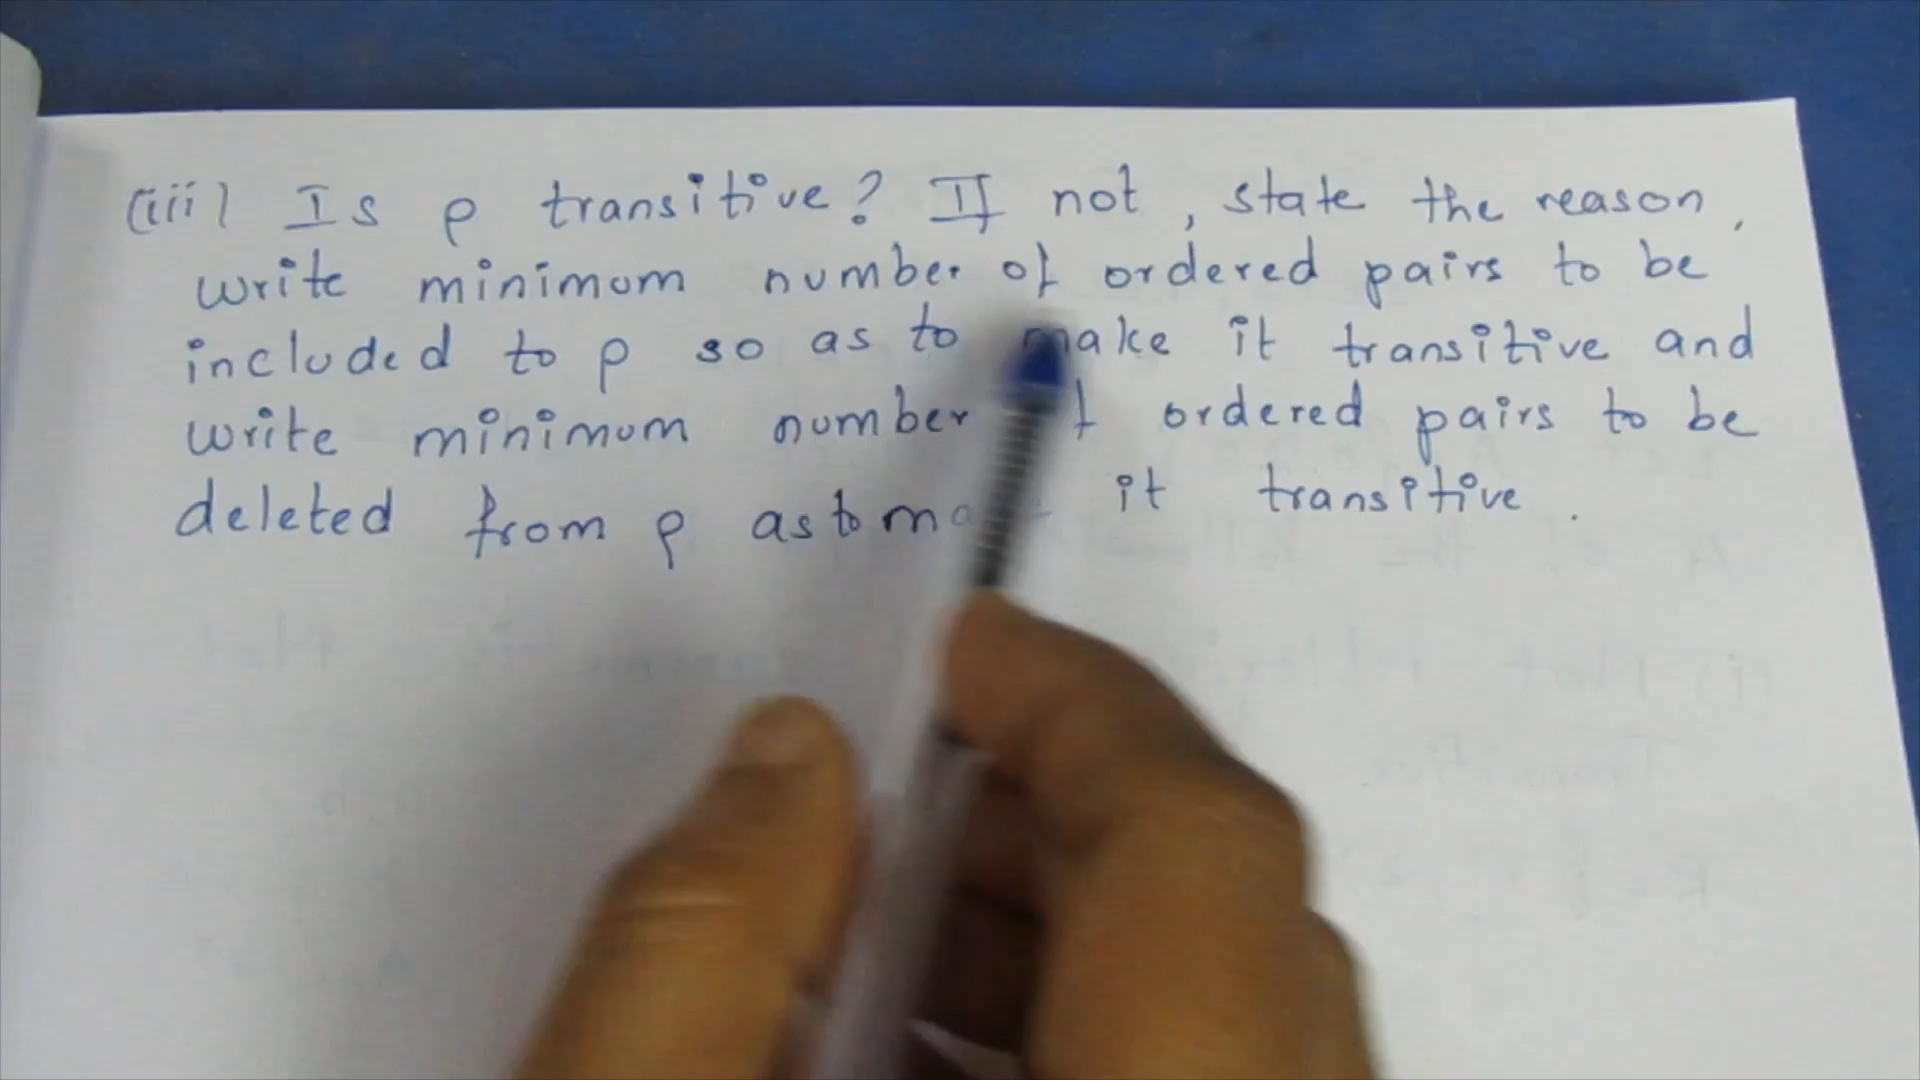 (iii) Is ρ transitive? If not, state the reason,
write minimum number of ordered pairs to be
included to ρ so as to make it transitive and
write minimum number ordered pairs to be
deleted from ρ as to it transitive.